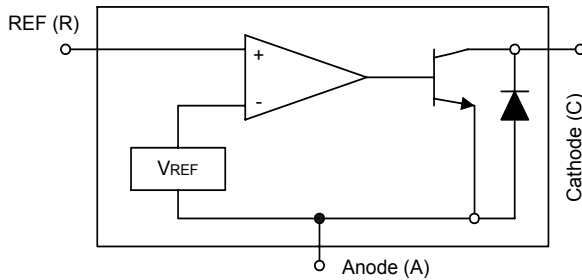 REF (R)
+
-
VREF
Cathode (C)
Anode (A)